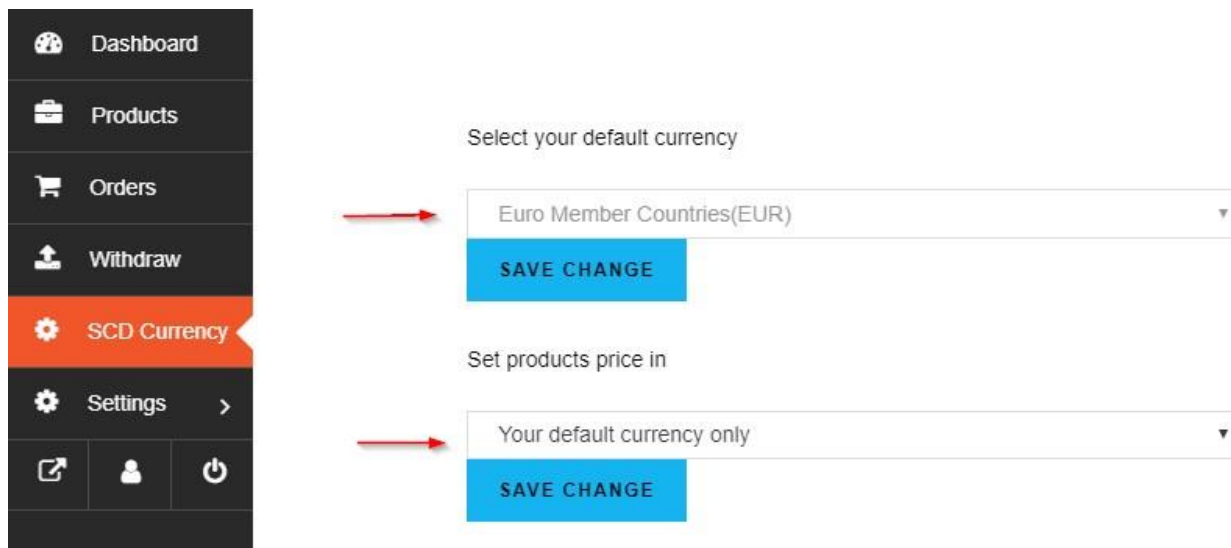 Dashboard
Products
Orders
Withdraw
SCD Currency
Settings
Select your default currency
Euro Member Countries(EUR)
SAVE CHANGE
Set products price in
Your default currency only
SAVE CHANGE